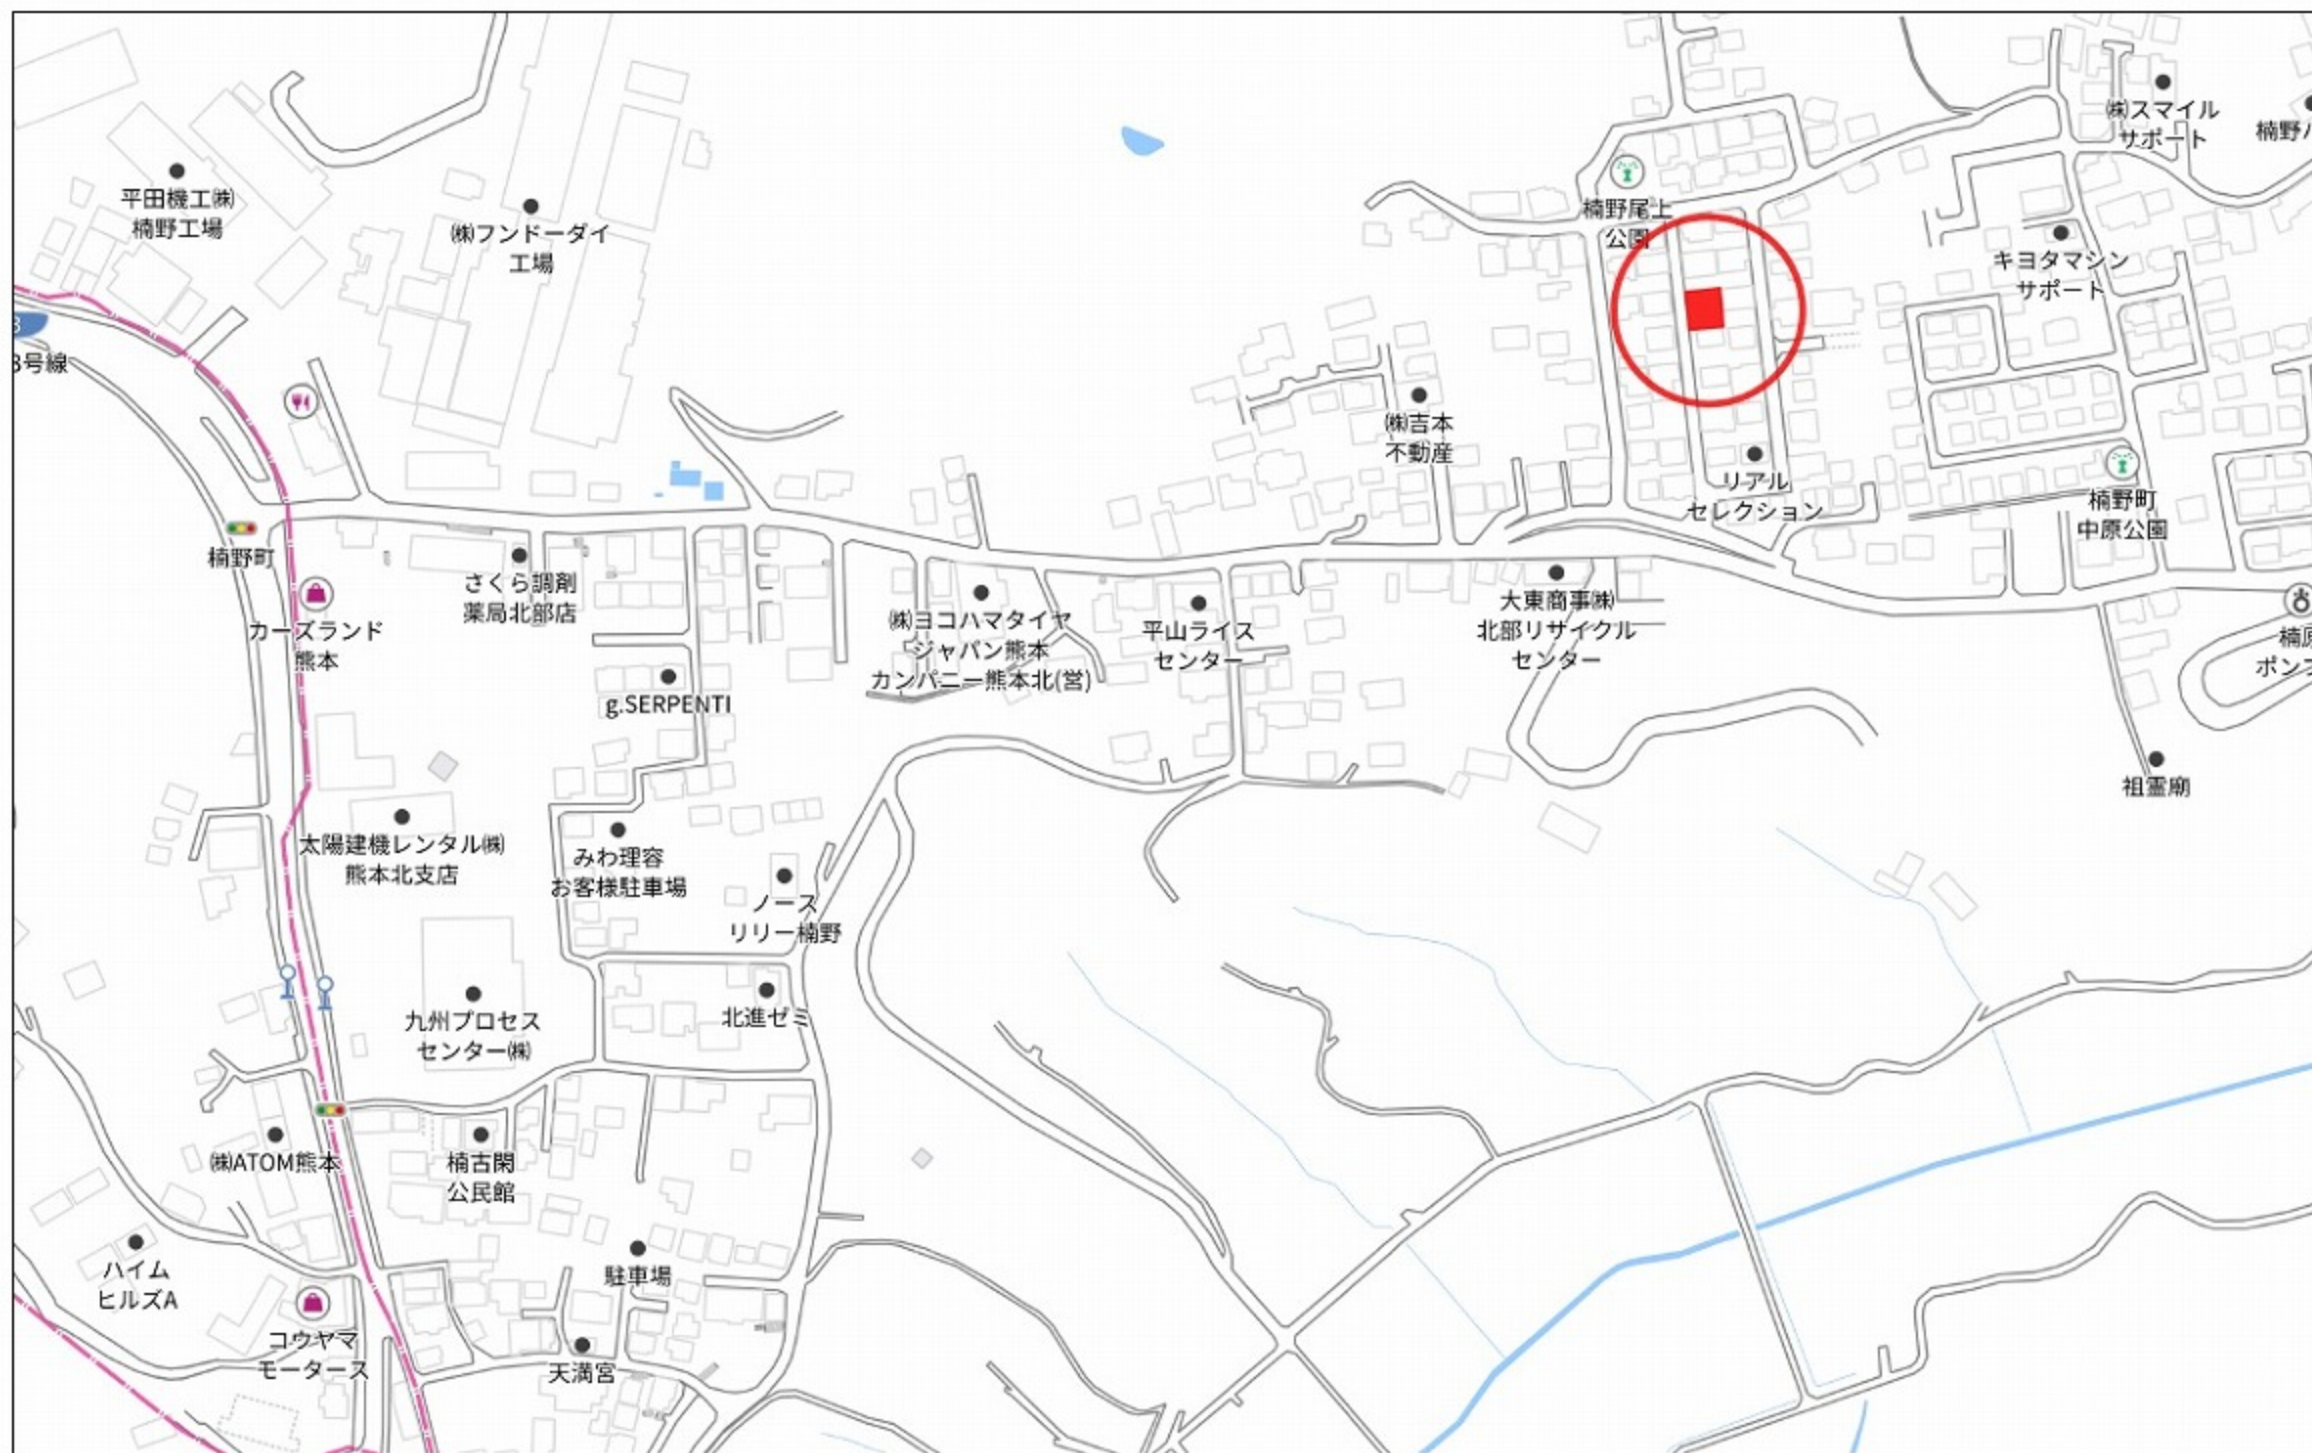 ㈱スマイル
サポート
楠野
平田機工㈱
楠野工場
㈱フンドーダイ
工場
楠野尾上
公園
キヨタマシン
サポート
3
3号線
㈱吉本
不動産
リアル
セレクション
楠野町
中原公園
楠野町
さくら調剤
薬局北部店
カーズランド
熊本
㈱ヨコハマタイヤ
ジャパン熊本
カンパニー熊本北(営)
平山ライス
センター
大東商事㈱
北部リサイクル
センター
楠原
ポンプ
g.SERPENTI
祖霊廟
太陽建機レンタル㈱
熊本北支店
みわ理容
お客様駐車場
ノース
リリー楠野
九州プロセス
センター㈱
北進ゼミ
㈱ATOM熊本
楠古閑
公民館
ハイム
ヒルズA
駐車場
コウヤマ
モータース
天満宮